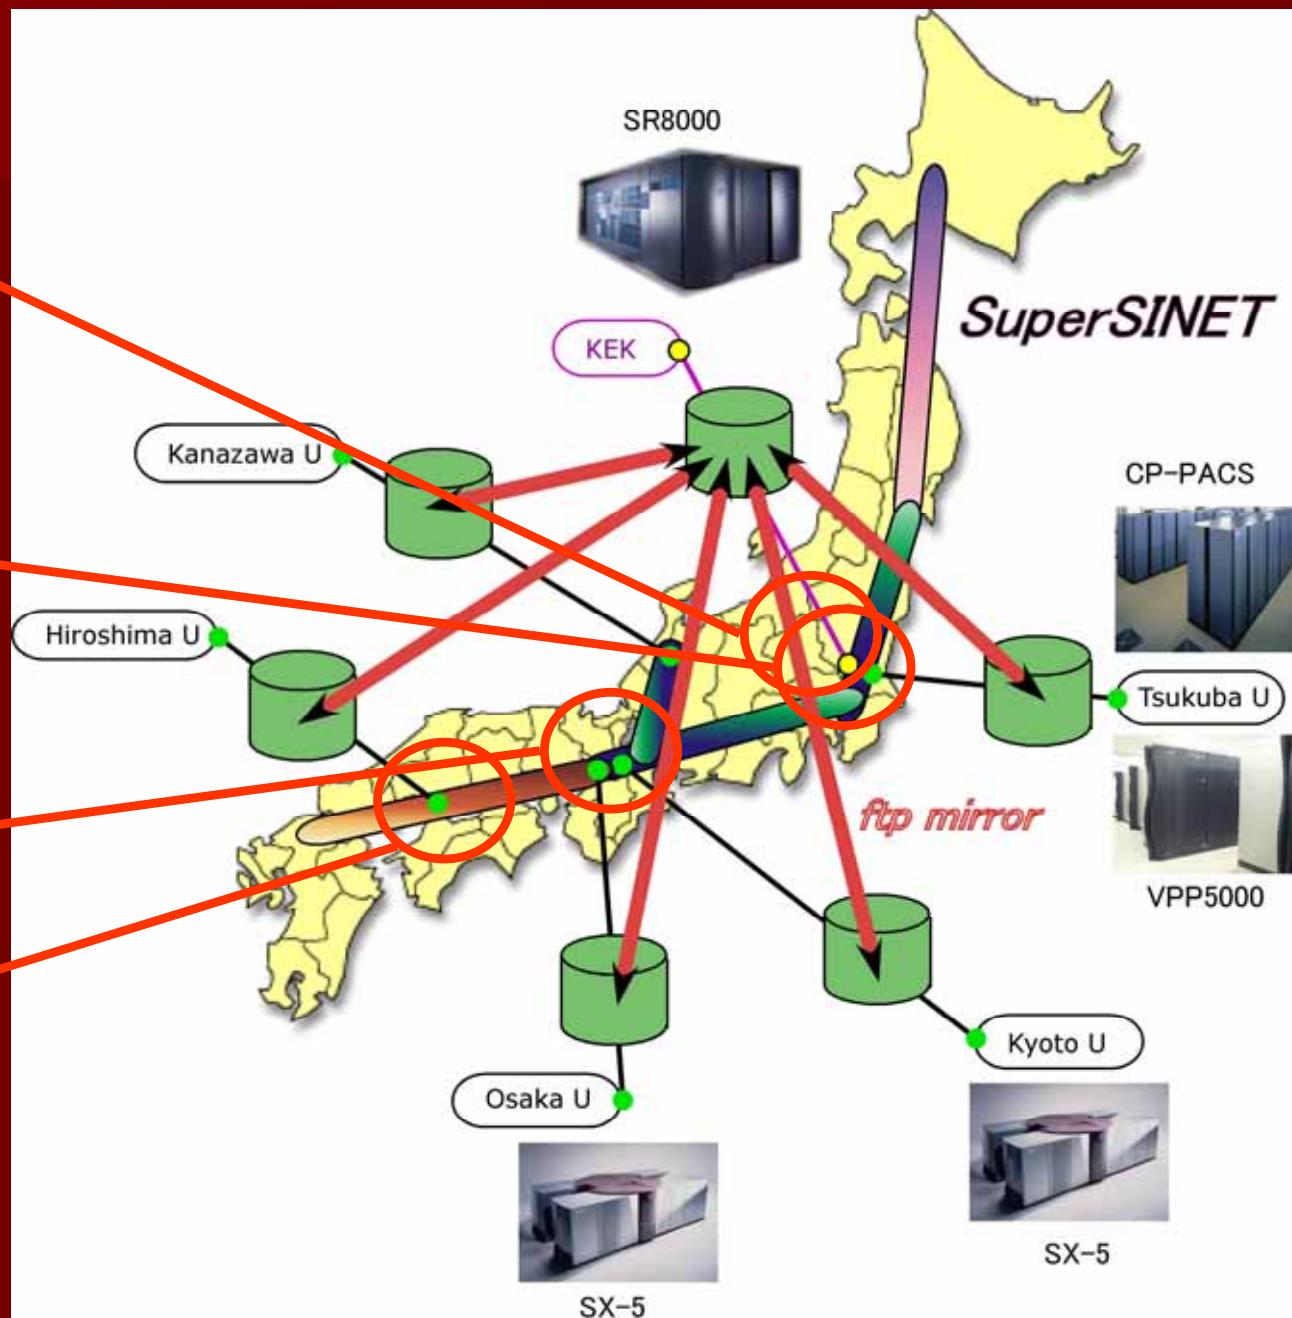 SR8000
SuperSINET
KEK
Kanazawa U
CP-PACS
Hiroshima U
Tsukuba U
ftp mirror
VPP5000
Kyoto U
Osaka U
SX-5
SX-5